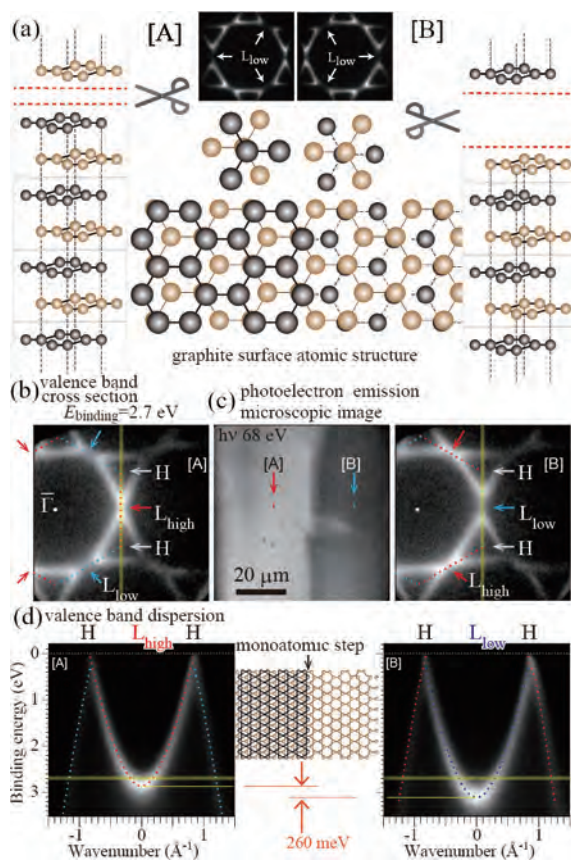 (a)
[A]
[B]
L_low
L_low
graphite surface atomic structure
(b) valence band
cross section
E_binding=2.7 eV
[A]
Γ̅
H
L_high
H
L_low
(c) photoelectron emission
microscopic image
hν 68 eV
[A]
[B]
20 μm
[B]
H
L_low
H
L_high
(d) valence band dispersion
H L_high H
[A]
Binding energy (eV)
0
1
2
3
-1 0 1
Wavenumber (Å⁻¹)
monoatomic step
260 meV
H L_low H
[B]
-1 0 1
Wavenumber (Å⁻¹)